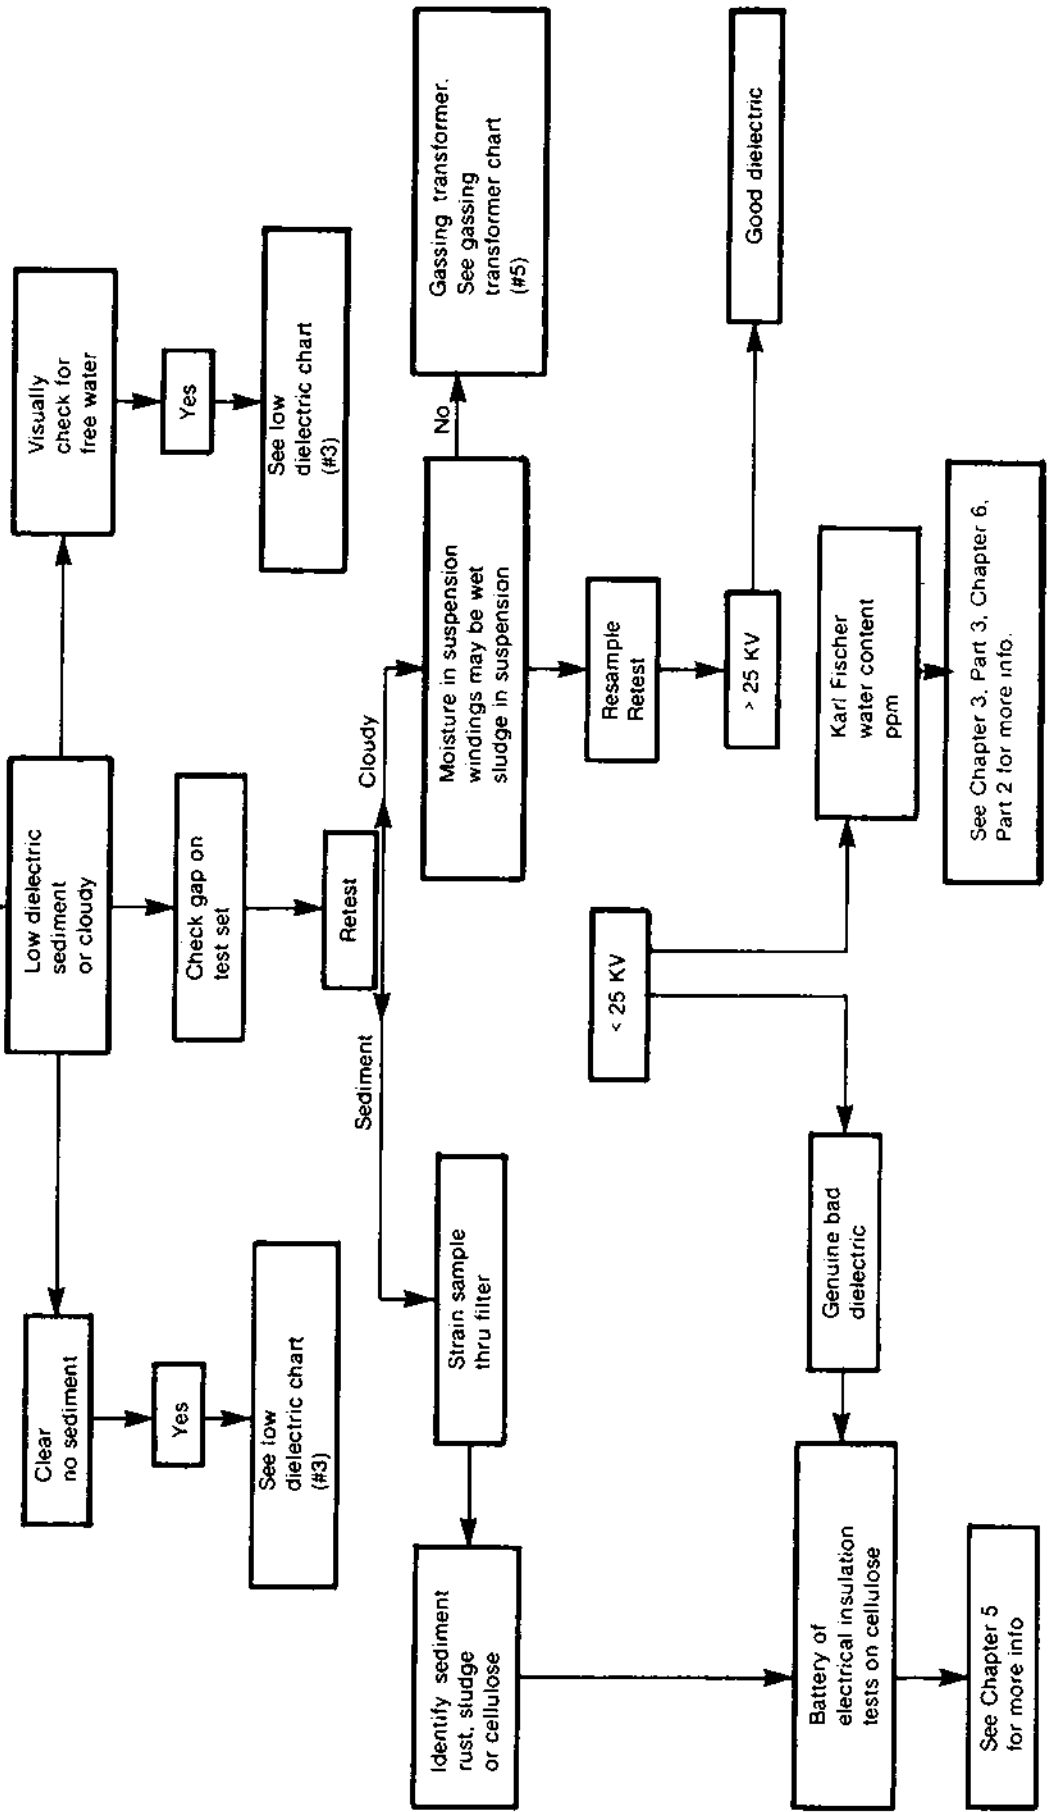 Low dielectric
sediment
or cloudy
Clear
no sediment
Yes
See low
dielectric chart
(#3)
Visually
check for
free water
Yes
See low
dielectric chart
(#3)
Check gap on
test set
Retest
Sediment
Cloudy
Strain sample
thru filter
Identify sediment
rust, sludge
or cellulose
Moisture in suspension
windings may be wet
sludge in suspension
No
Gassing transformer.
See gassing
transformer chart
(#5)
Resample
Retest
> 25 KV
Good dielectric
< 25 KV
Genuine bad
dielectric
Battery of
electrical insulation
tests on cellulose
See Chapter 5
for more info
Karl Fischer
water content
ppm
See Chapter 3, Part 3, Chapter 6,
Part 2 for more info.